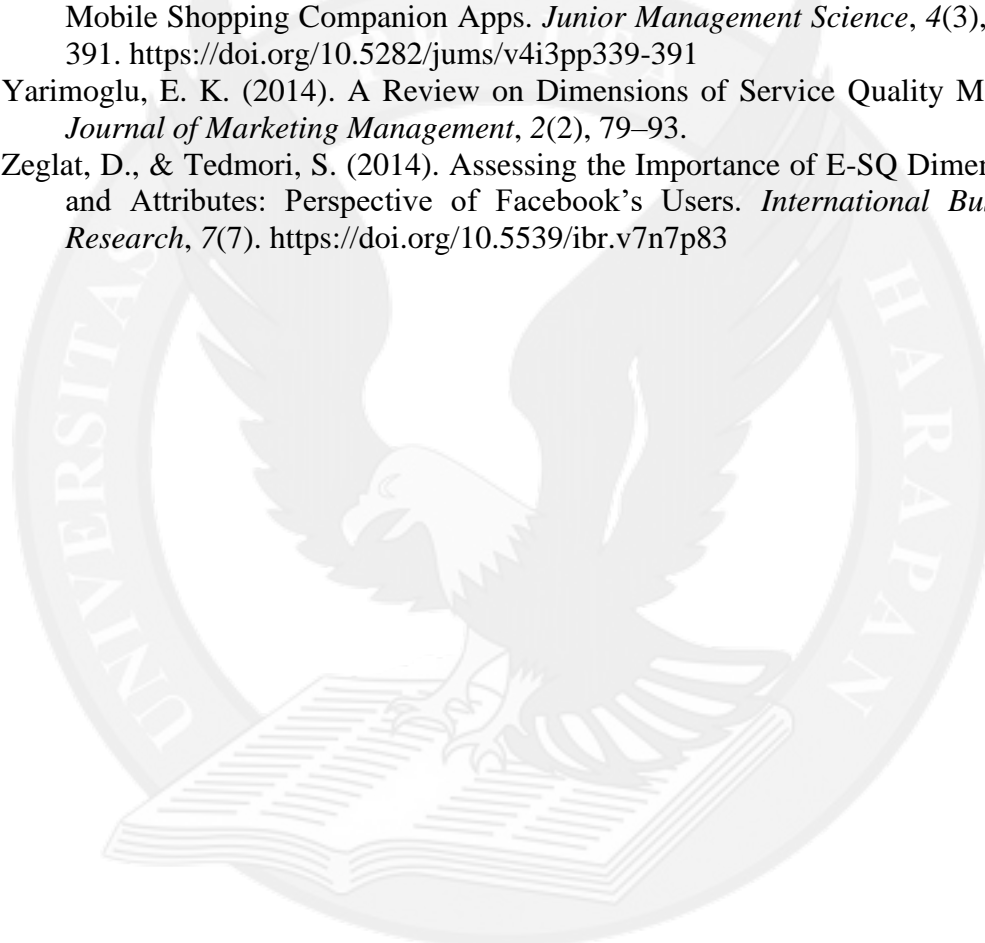 Mobile Shopping Companion Apps. Junior Management Science, 4(3),
391. https://doi.org/10.5282/jums/v4i3pp339-391
Yarimoglu, E. K. (2014). A Review on Dimensions of Service Quality M
Journal of Marketing Management, 2(2), 79–93.
Zeglat, D., & Tedmori, S. (2014). Assessing the Importance of E-SQ Dimen
and Attributes: Perspective of Facebook’s Users. International Bu
Research, 7(7). https://doi.org/10.5539/ibr.v7n7p83
UNIVERSITAS
HARAPAN